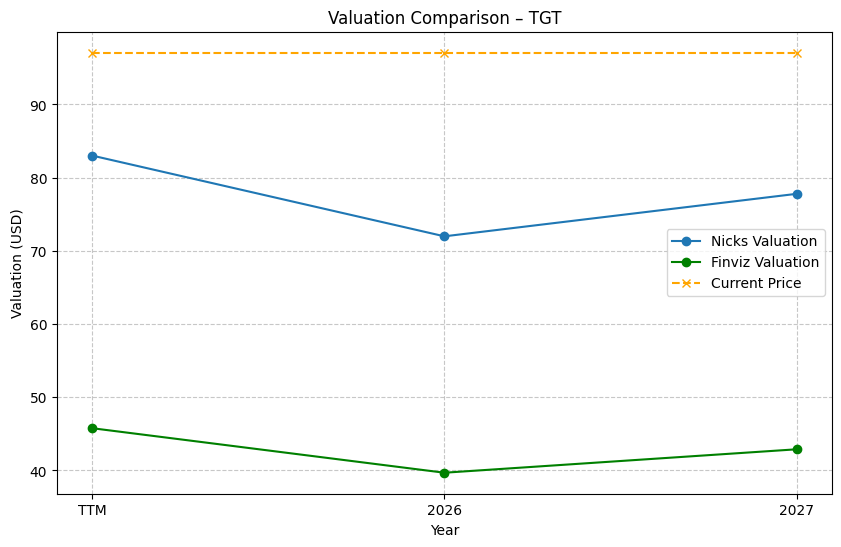 Valuation Comparison – TGT
Valuation (USD)
90
80
70
60
50
40
Nicks Valuation
Finviz Valuation
Current Price
TTM
2026
2027
Year